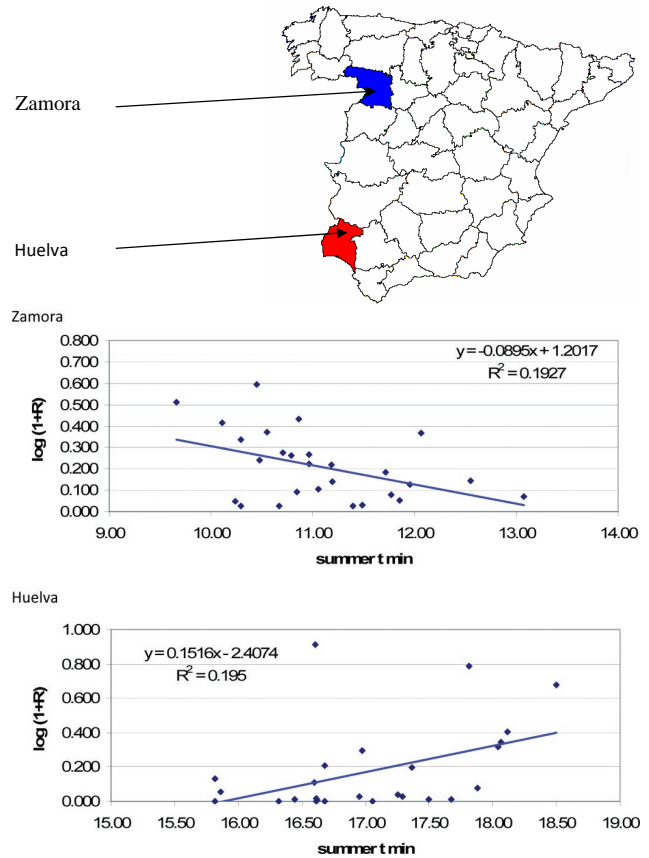 Zamora
Huelva
Zamora
y = -0.0895x + 1.2017
R² = 0.1927
log (1+R)
0.800
0.700
0.600
0.500
0.400
0.300
0.200
0.100
0.000
9.00 10.00 11.00 12.00 13.00 14.00
summer t min
Huelva
y = 0.1516x - 2.4074
R² = 0.195
log (1+R)
1.000
0.800
0.600
0.400
0.200
0.000
15.00 15.50 16.00 16.50 17.00 17.50 18.00 18.50 19.00
summer t min